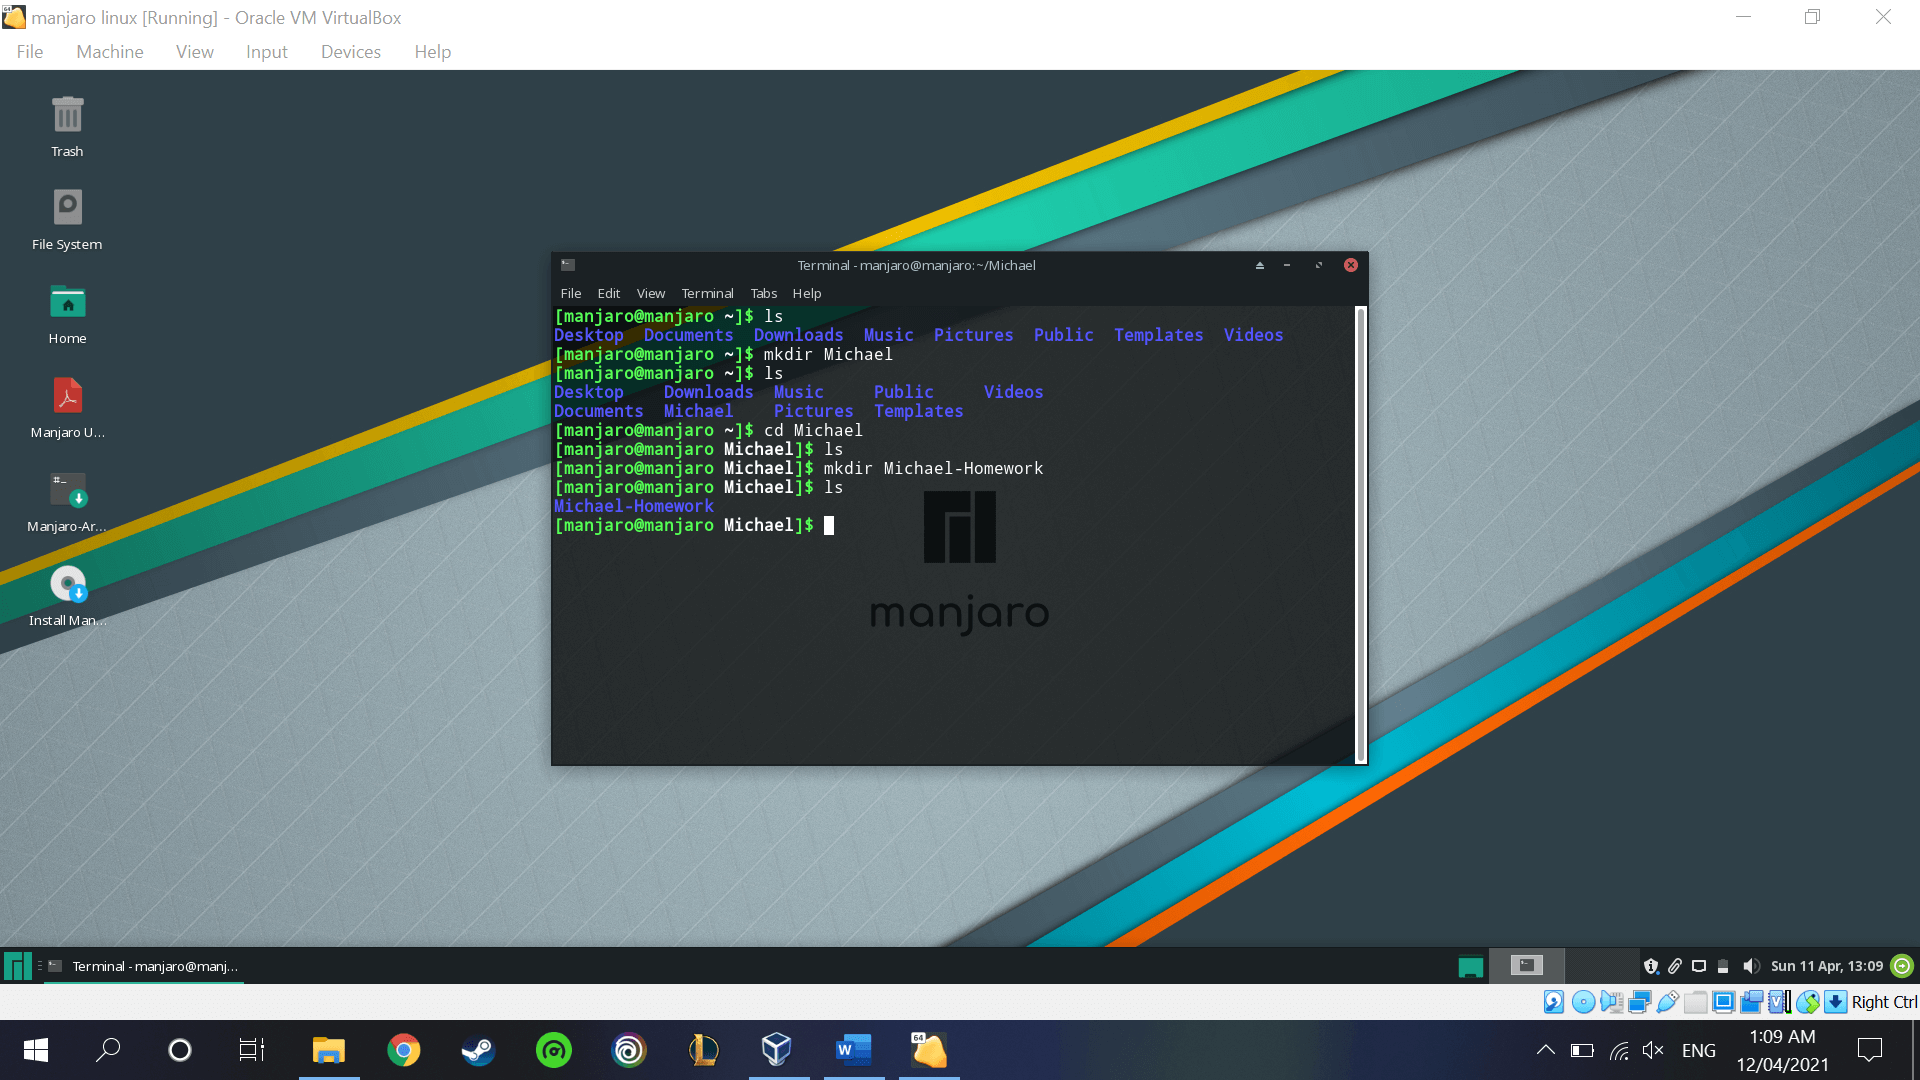 manjaro linux [Running] - Oracle VM VirtualBox
File Machine View Input Devices Help
Trash
File System
Home
Manjaro U...
Manjaro-Ar...
Install Man...
Terminal - manjaro@manjaro:~/Michael
File Edit View Terminal Tabs Help
[manjaro@manjaro ~]$ ls
Desktop Documents Downloads Music Pictures Public Templates Videos
[manjaro@manjaro ~]$ mkdir Michael
[manjaro@manjaro ~]$ ls
Desktop Downloads Music Public Videos
Documents Michael Pictures Templates
[manjaro@manjaro ~]$ cd Michael
[manjaro@manjaro Michael]$ ls
[manjaro@manjaro Michael]$ mkdir Michael-Homework
[manjaro@manjaro Michael]$ ls
Michael-Homework
[manjaro@manjaro Michael]$
manjaro
Terminal - manjaro@manj...
Sun 11 Apr, 13:09
Right Ctrl
ENG
1:09 AM
12/04/2021